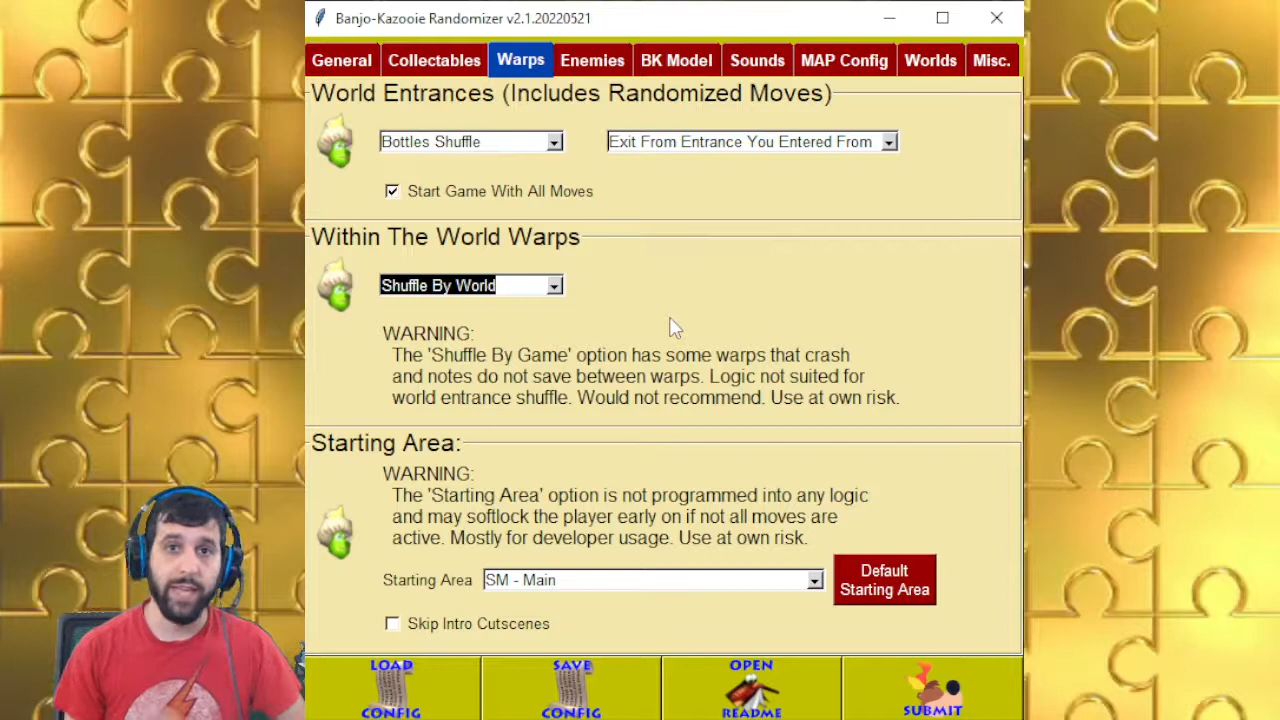 Banjo-Kazooie Randomizer v2.1.20220521
General Collectables Warps Enemies BK Model Sounds MAP Config Worlds Misc.
World Entrances (Includes Randomized Moves)
Bottles Shuffle Exit From Entrance You Entered From
Start Game With All Moves
Within The World Warps
Shuffle By World
WARNING:
The 'Shuffle By Game' option has some warps that crash
and notes do not save between warps. Logic not suited for
world entrance shuffle. Would not recommend. Use at own risk.
Starting Area:
WARNING:
The 'Starting Area' option is not programmed into any logic
and may softlock the player early on if not all moves are
active. Mostly for developer usage. Use at own risk.
Starting Area SM - Main Default
Starting Area
Skip Intro Cutscenes
LOAD CONFIG SAVE CONFIG OPEN README SUBMIT